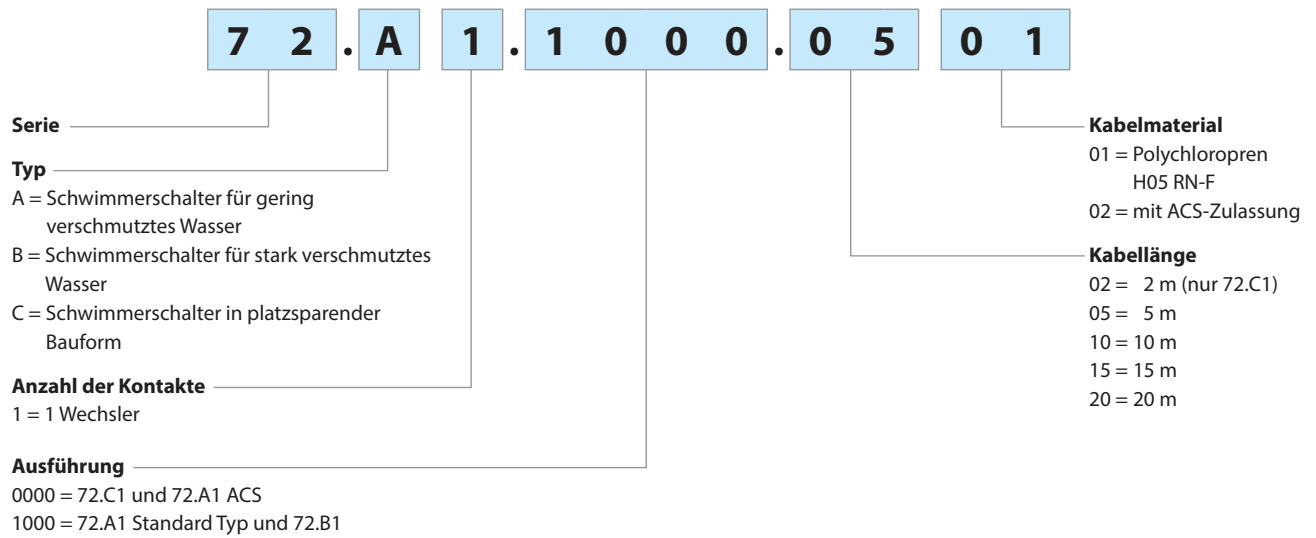 7 2 . A 1 . 1 0 0 0 . 0 5 0 1
Serie
Typ
A = Schwimmerschalter für gering
verschmutztes Wasser
B = Schwimmerschalter für stark verschmutztes
Wasser
C = Schwimmerschalter in platzsparender
Bauform
Anzahl der Kontakte
1 = 1 Wechsler
Ausführung
0000 = 72.C1 und 72.A1 ACS
1000 = 72.A1 Standard Typ und 72.B1
Kabelmaterial
01 = Polychloropren
H05 RN-F
02 = mit ACS-Zulassung
Kabellänge
02 = 2 m (nur 72.C1)
05 = 5 m
10 = 10 m
15 = 15 m
20 = 20 m